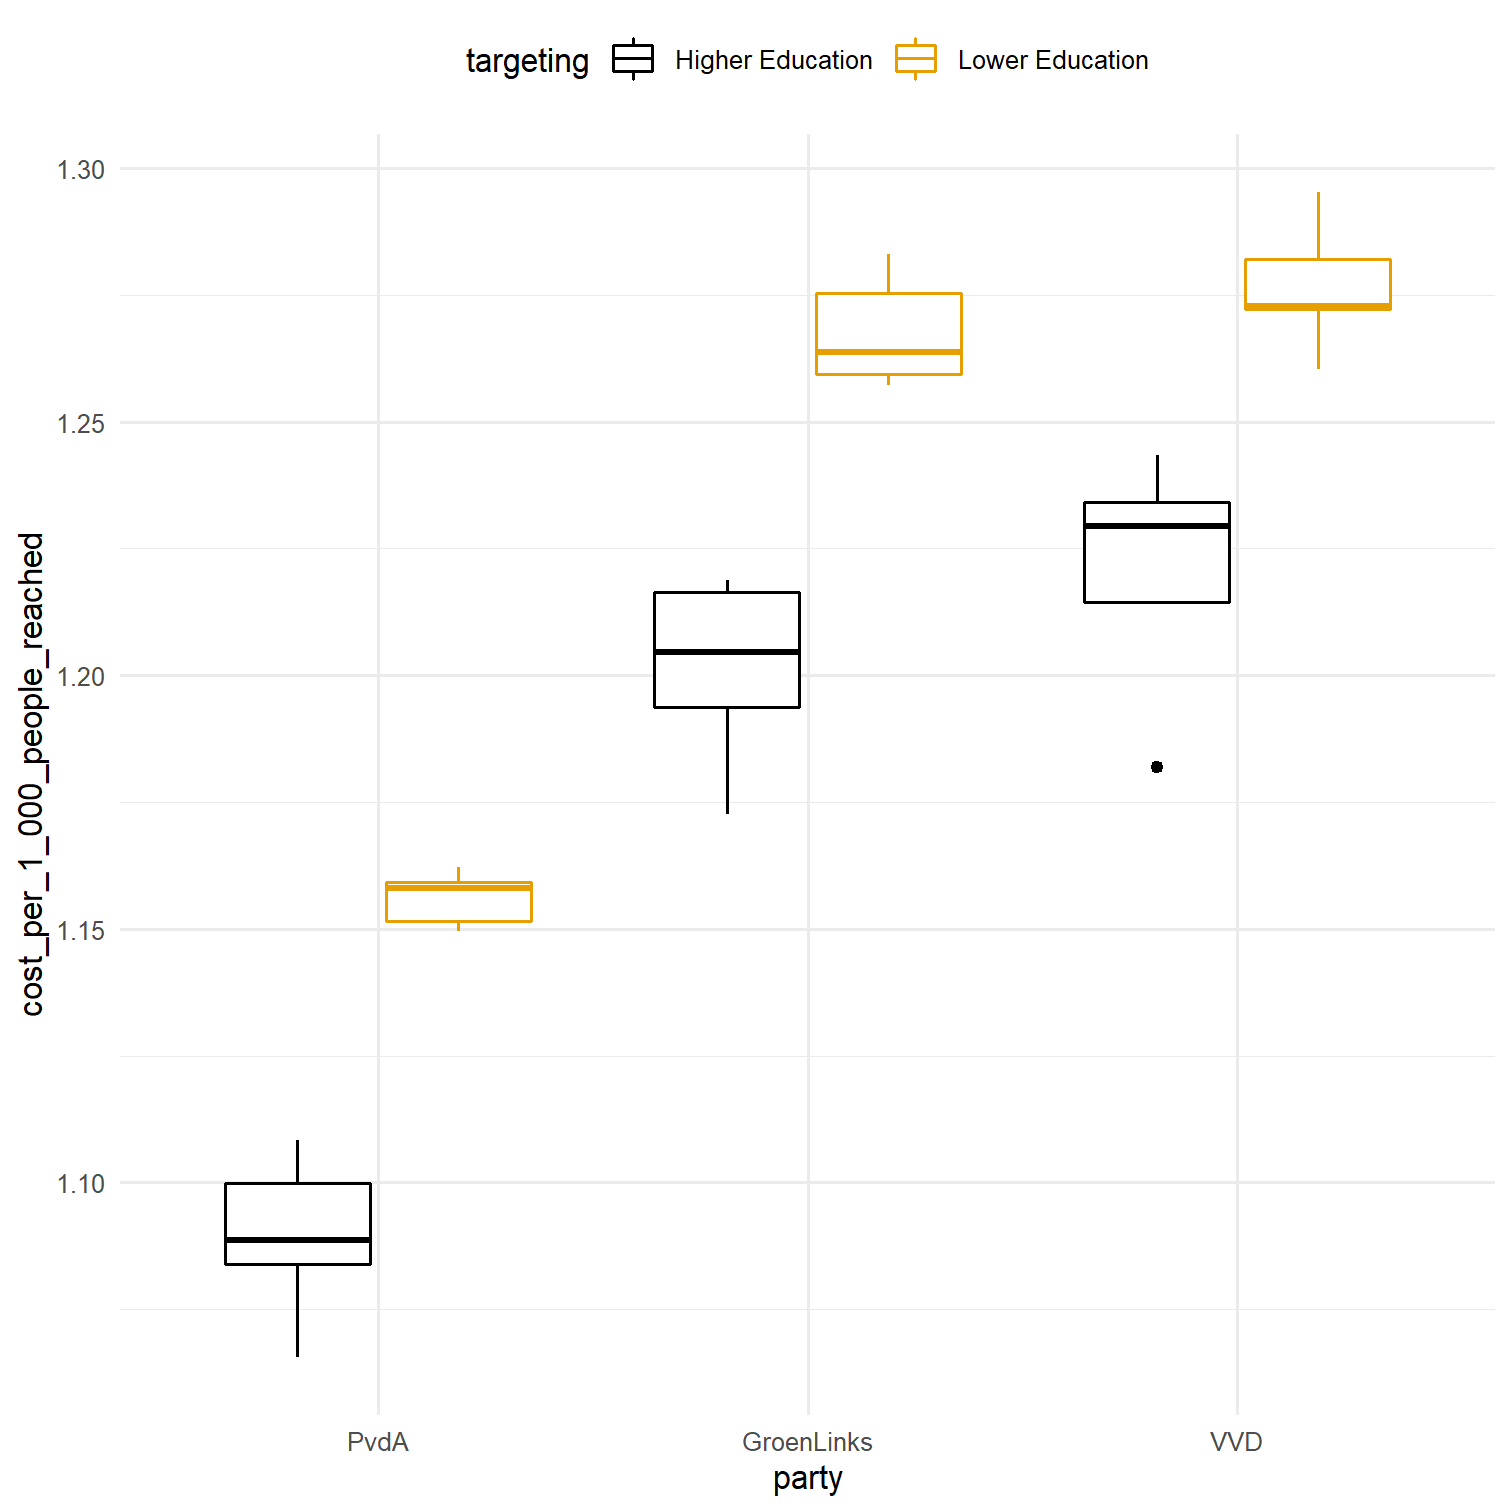 targeting Higher Education Lower Education
1.30
1.25
1.20
1.15
1.10
cost_per_1_000_people_reached
PvdA GroenLinks VVD
party